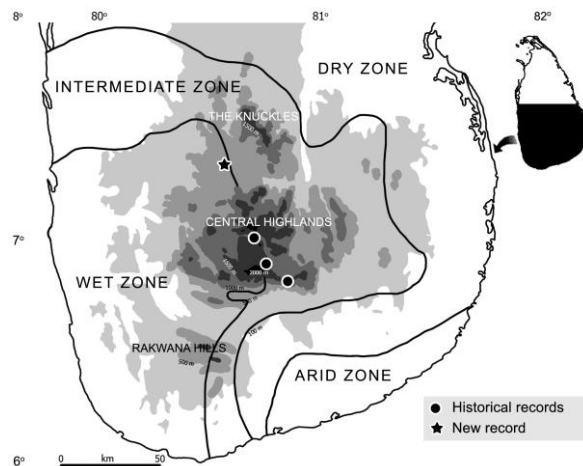 8° 80° 81° 82°
DRY ZONE
INTERMEDIATE ZONE
THE KNUCKLES
CENTRAL HIGHLANDS
7°
2000 m
WET ZONE
RAKWANA HILLS
500 m
ARID ZONE
Historical records
New record
km
6° 0 50